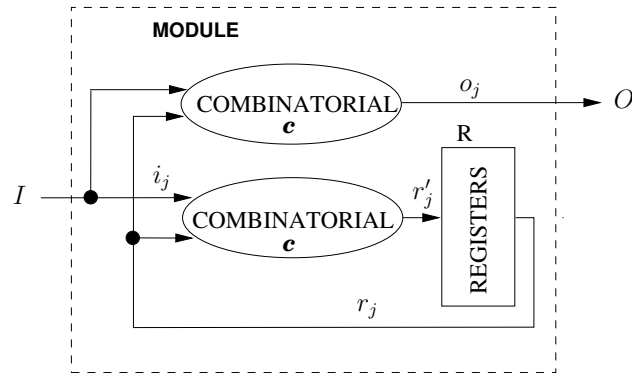 MODULE
COMBINATORIAL
c
o_j
O
R
I
i_j
COMBINATORIAL
c
r'_j
REGISTERS
r_j